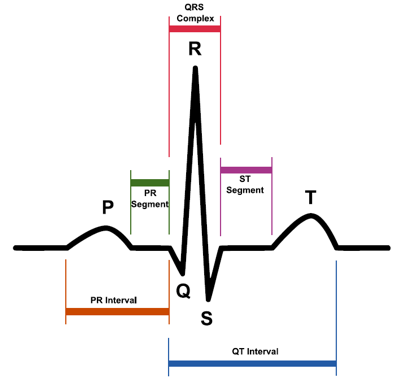 QRS
Complex
R
ST
Segment
PR
Segment
P
T
Q
S
PR Interval
QT Interval